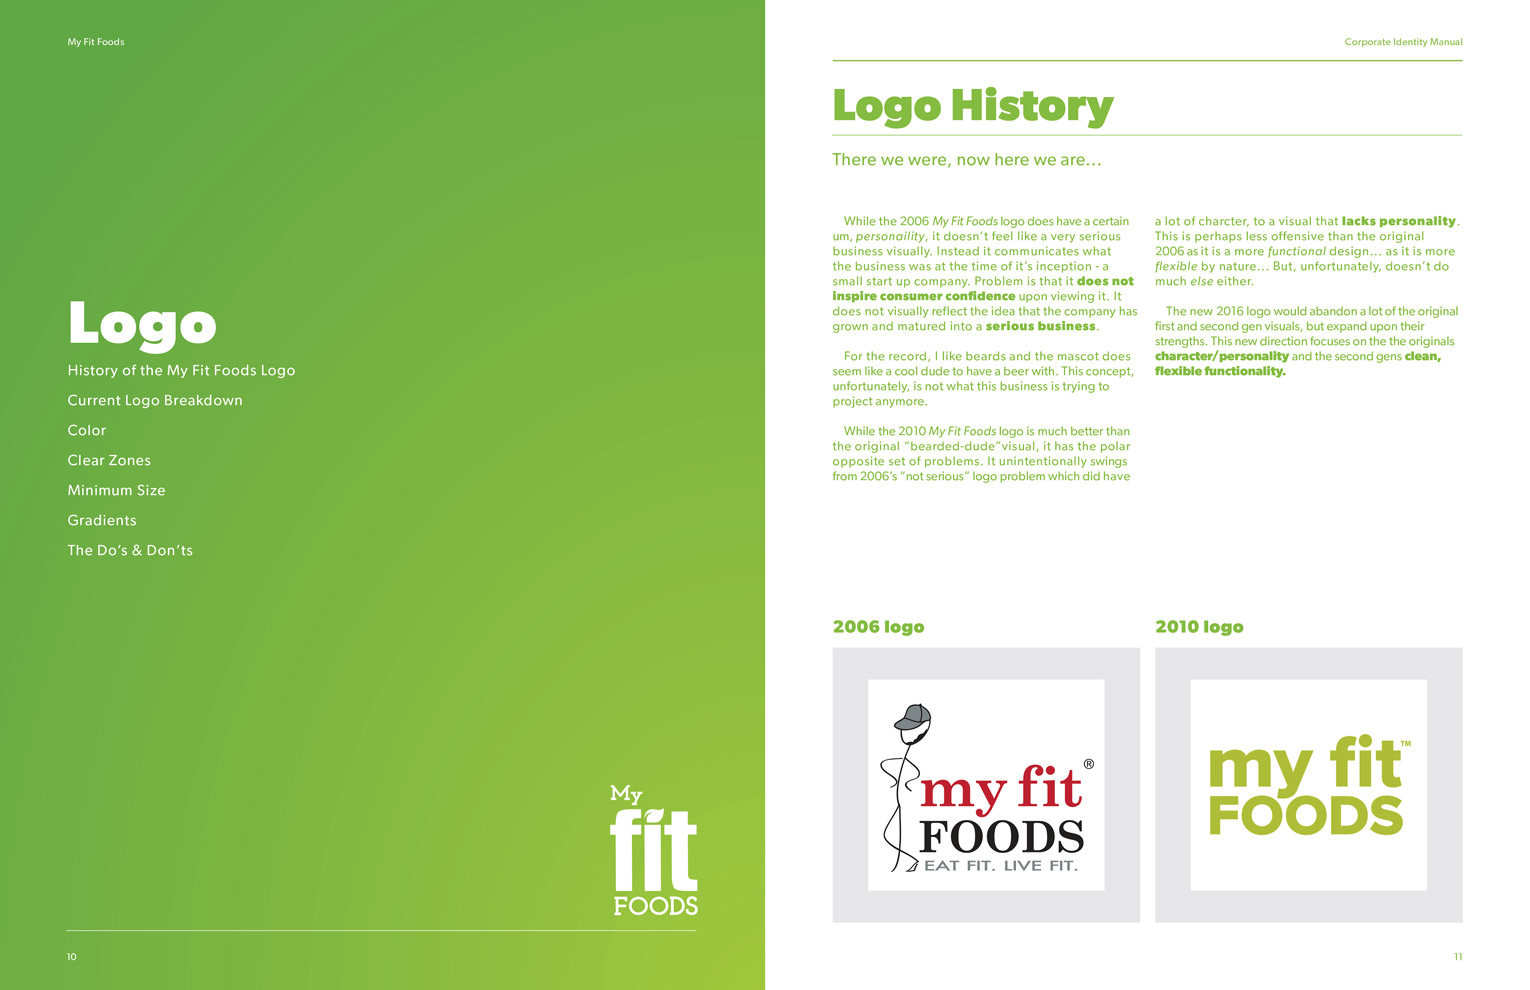 My Fit Foods
Logo
History of the My Fit Foods Logo
Current Logo Breakdown
Color
Clear Zones
Minimum Size
Gradients
The Do's & Don'ts
My
fit
FOODS
10
Corporate Identity Manual
Logo History
There we were, now here we are...
While the 2006 My Fit Foods logo does have a certain
um, personaility, it doesn't feel like a very serious
business visually. Instead it communicates what
the business was at the time of it's inception - a
small start up company. Problem is that it does not
inspire consumer confidence upon viewing it. It
does not visually reflect the idea that the company has
grown and matured into a serious business.
For the record, I like beards and the mascot does
seem like a cool dude to have a beer with. This concept,
unfortunately, is not what this business is trying to
project anymore.
While the 2010 My Fit Foods logo is much better than
the original “bearded-dude”visual, it has the polar
opposite set of problems. It unintentionally swings
from 2006's “not serious” logo problem which did have
a lot of charcter, to a visual that lacks personality.
This is perhaps less offensive than the original
2006 as it is a more functional design... as it is more
flexible by nature... But, unfortunately, doesn't do
much else either.
The new 2016 logo would abandon a lot of the original
first and second gen visuals, but expand upon their
strengths. This new direction focuses on the the originals
character/personality and the second gens clean,
flexible functionality.
2006 logo
my fit ®
FOODS
EAT FIT. LIVE FIT.
2010 logo
my fit ™
FOODS
11